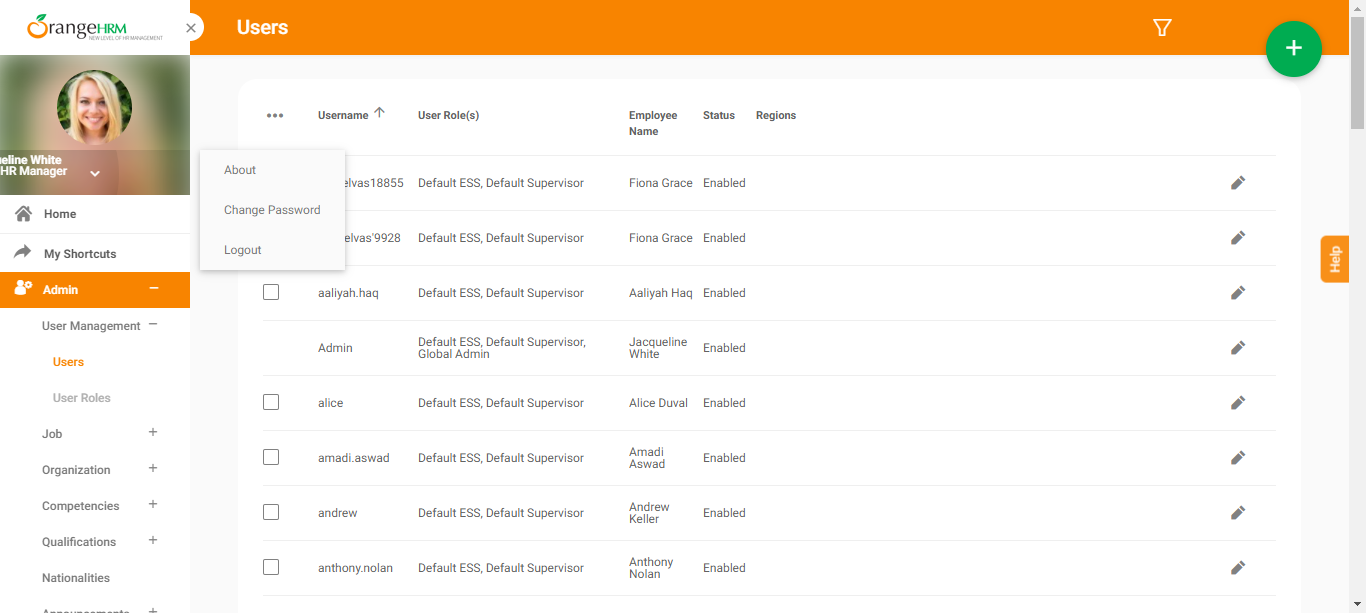 OrangeHRM
NEW LEVEL OF HR MANAGEMENT
Users
eline White
HR Manager
Home
My Shortcuts
Admin
User Management
Users
User Roles
Job
Organization
Competencies
Qualifications
Nationalities
Announcements
About
Change Password
Logout
Username User Role(s) Employee Name Status Regions
elvas18855 Default ESS, Default Supervisor Fiona Grace Enabled
elvas'9928 Default ESS, Default Supervisor Fiona Grace Enabled
aaliyah.haq Default ESS, Default Supervisor Aaliyah Haq Enabled
Admin Default ESS, Default Supervisor, Global Admin Jacqueline White Enabled
alice Default ESS, Default Supervisor Alice Duval Enabled
amadi.aswad Default ESS, Default Supervisor Amadi Aswad Enabled
andrew Default ESS, Default Supervisor Andrew Keller Enabled
anthony.nolan Default ESS, Default Supervisor Anthony Nolan Enabled
Help